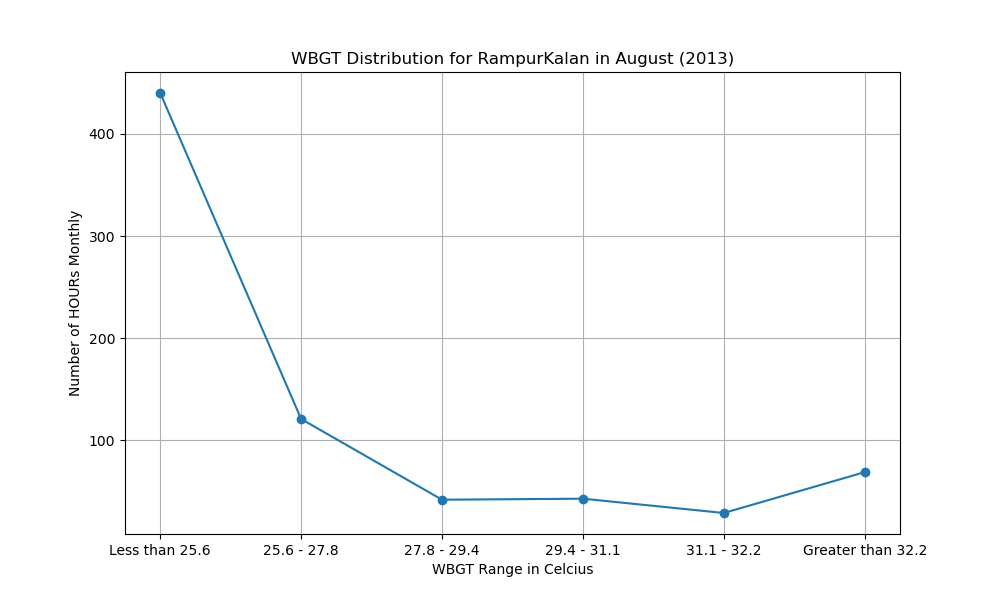 WBGT Distribution for RampurKalan in August (2013)
Number of HOURs Monthly
400
300
200
100
Less than 25.6
25.6 - 27.8
27.8 - 29.4
29.4 - 31.1
31.1 - 32.2
Greater than 32.2
WBGT Range in Celcius